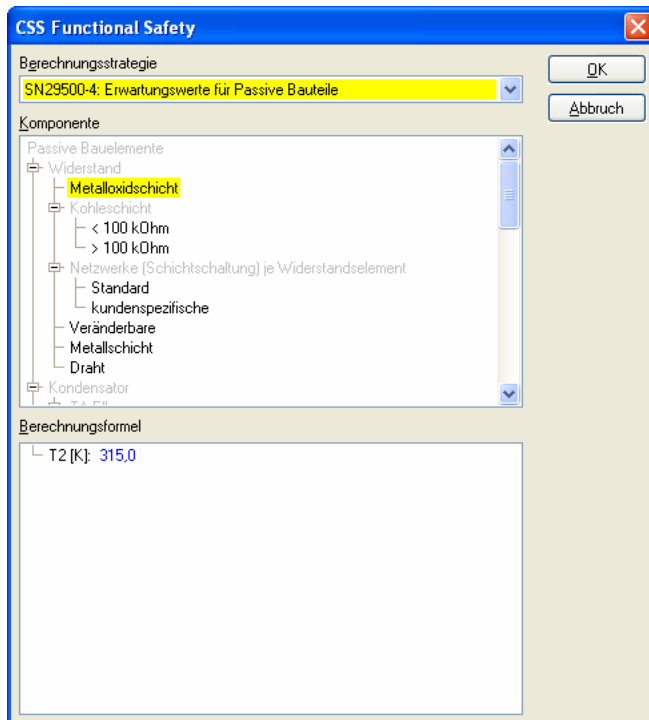 CSS Functional Safety
Berechnungsstrategie
OK
SN29500-4: Erwartungswerte für Passive Bauteile
Abbruch
Komponente
Passive Bauelemente
Widerstand
Metalloxidschicht
Kohleschicht
< 100 kOhm
> 100 kOhm
Netzwerke (Schichtschaltung) je Widerstandselement
Standard
kundenspezifische
Veränderbare
Metallschicht
Draht
Kondensator
Berechnungsformel
T2 [K]: 315,0